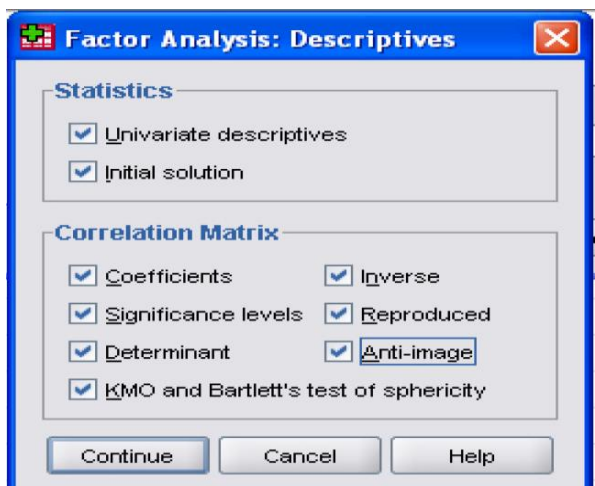 Factor Analysis: Descriptives
Statistics
Univariate descriptives
Initial solution
Correlation Matrix
Coefficients Inverse
Significance levels Reproduced
Determinant Anti-image
KMO and Bartlett's test of sphericity
Continue Cancel Help